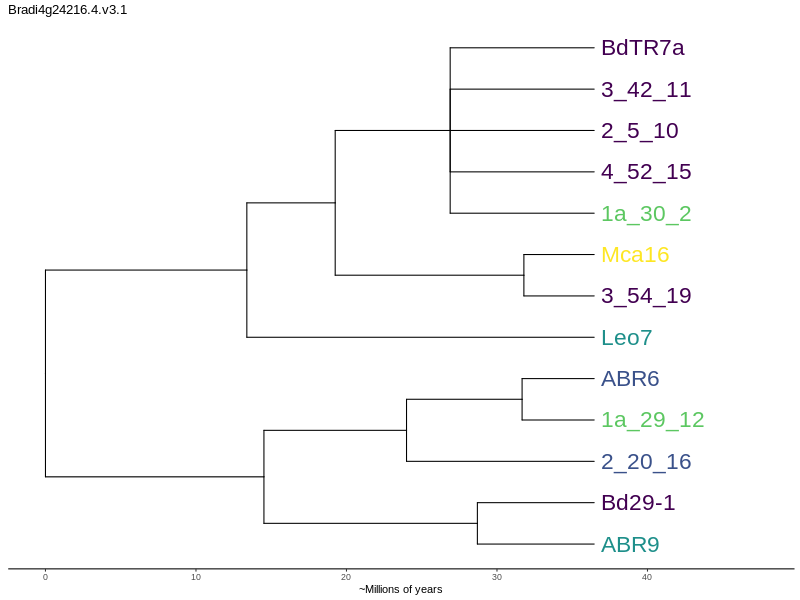 Bradi4g24216.4.v3.1
BdTR7a
3_42_11
2_5_10
4_52_15
1a_30_2
Mca16
3_54_19
Leo7
ABR6
1a_29_12
2_20_16
Bd29-1
ABR9
0 10 20 30 40
~Millions of years